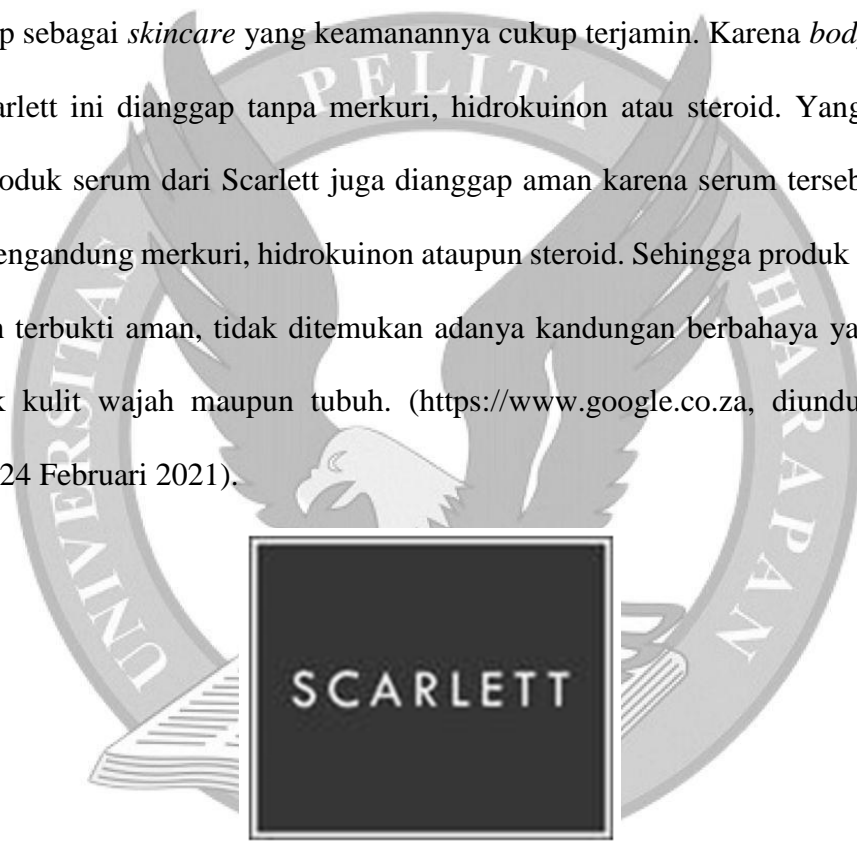 p sebagai skincare yang keamanannya cukup terjamin. Karena
arlett ini dianggap tanpa merkuri, hidrokuinon atau steroid. Yang
oduk serum dari Scarlett juga dianggap aman karena serum terseb
engandung merkuri, hidrokuinon ataupun steroid. Sehingga produk
terbukti aman, tidak ditemukan adanya kandungan berbahaya ya
k kulit wajah maupun tubuh. (https://www.google.co.za, diundu
24 Februari 2021).
UNIVERSITAS PELITA HARAPAN
SCARLETT